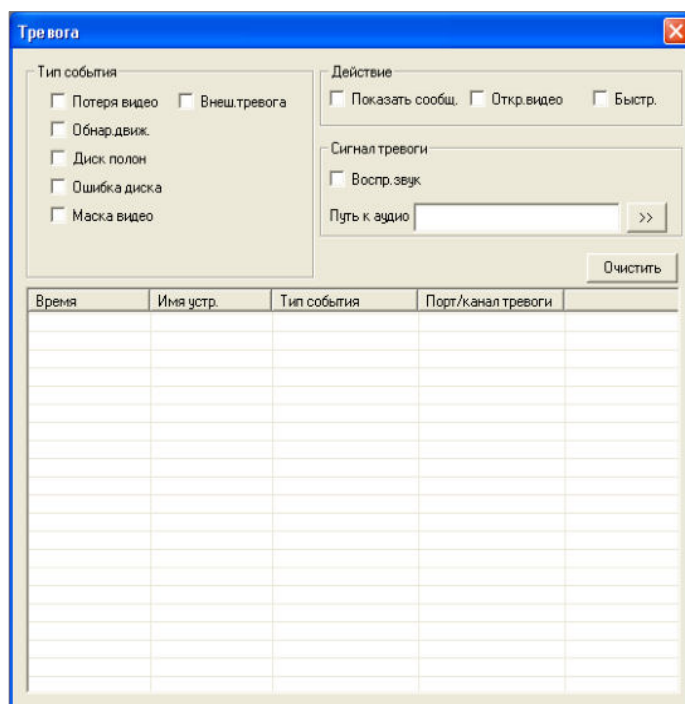 Тревога
Тип события
Потеря видео Внеш.тревога
Обнар.движ.
Диск полон
Ошибка диска
Маска видео
Действие
Показать сообщ. Откр.видео Быстр.
Сигнал тревоги
Воспр.звук
Путь к аудио >>
Очистить
Время Имя устр. Тип события Порт/канал тревоги